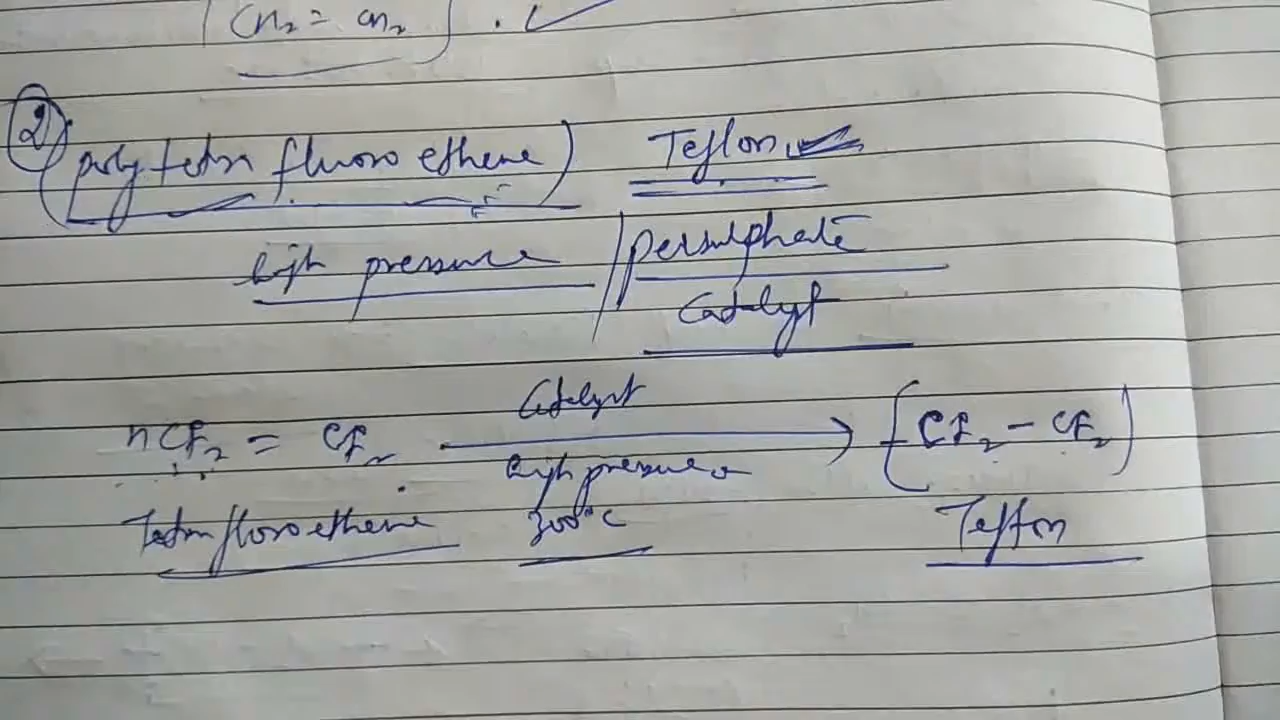 (CH₂ = CH₂) .
② (poly tetra fluoro ethene) Teflon
high pressure / persulphate
Catalyst
Catalyst
nCF₂ = CF₂ ⟶ (CF₂ - CF₂)
high pressure
Tetra fluoro ethene 300°C Teflon